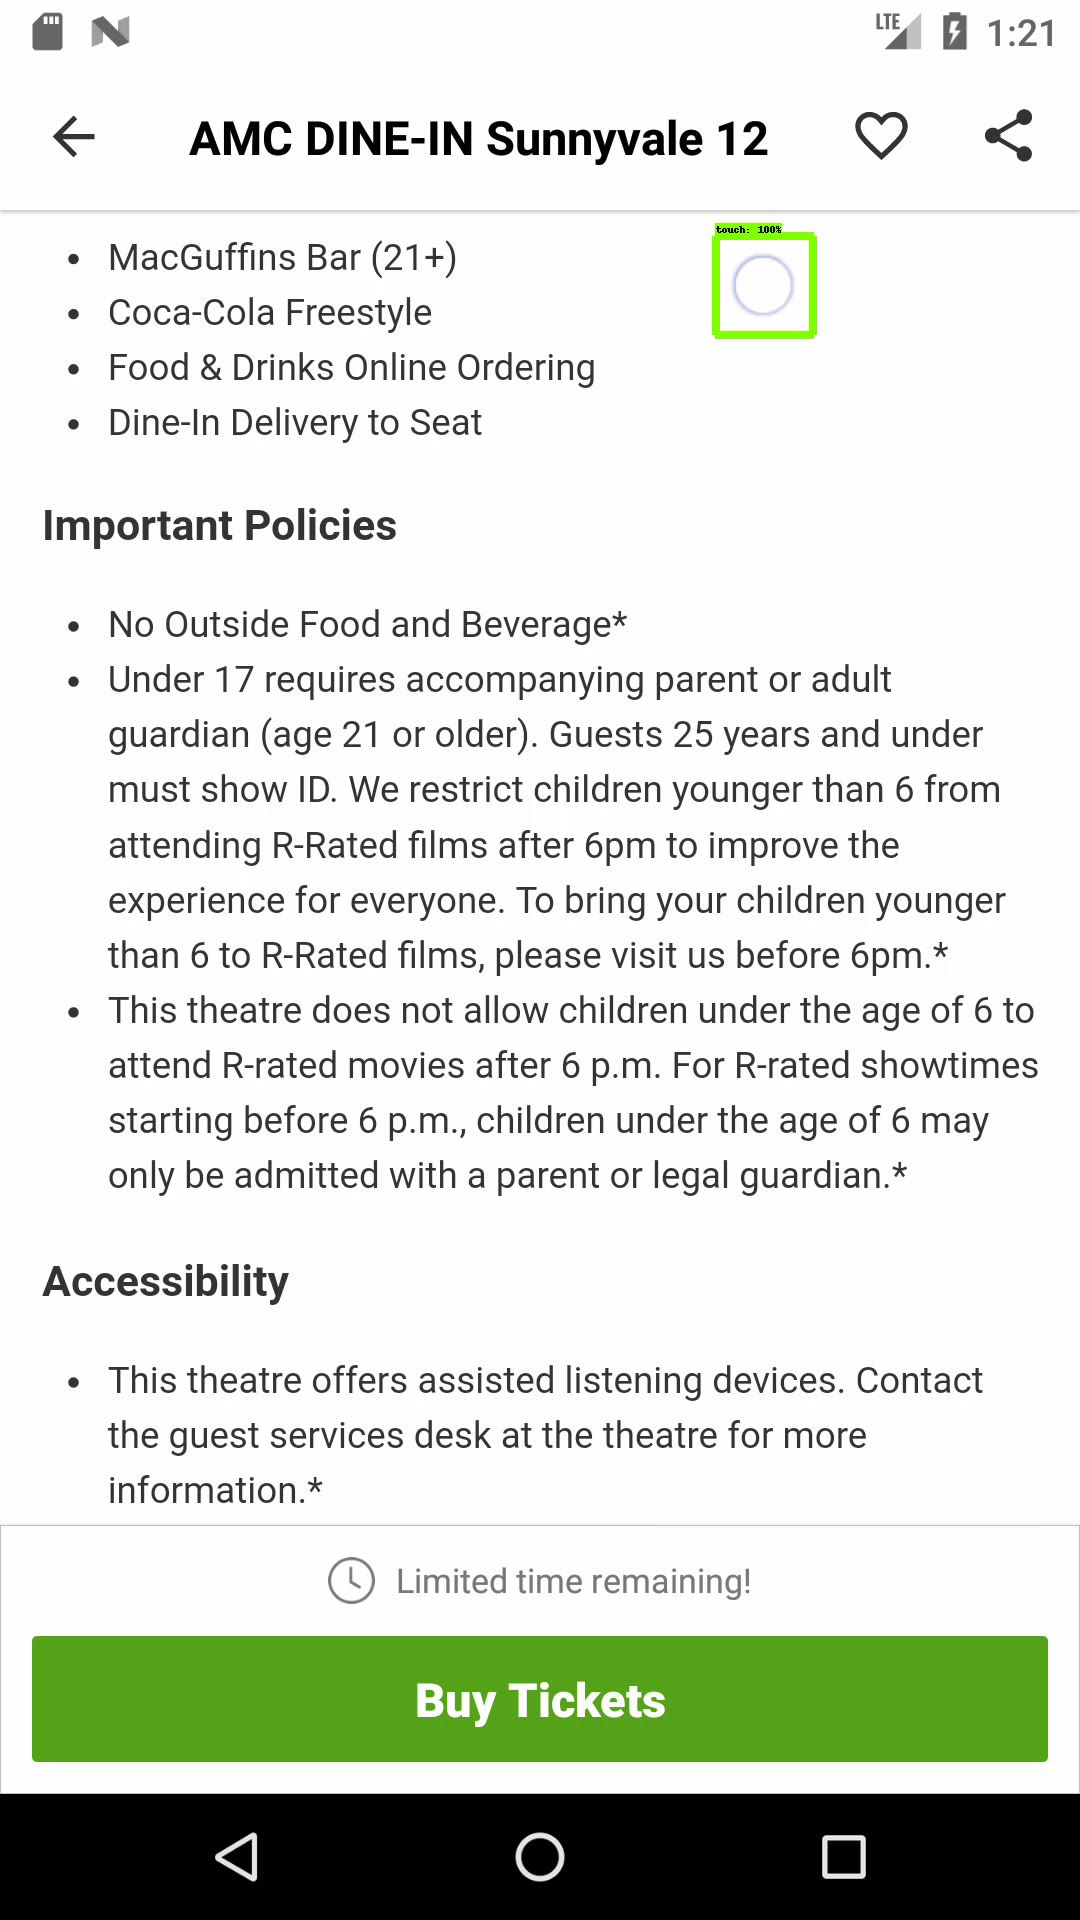 LTE 1:21
AMC DINE-IN Sunnyvale 12
touch: 100%
• MacGuffins Bar (21+)
• Coca-Cola Freestyle
• Food & Drinks Online Ordering
• Dine-In Delivery to Seat
Important Policies
• No Outside Food and Beverage*
• Under 17 requires accompanying parent or adult
guardian (age 21 or older). Guests 25 years and under
must show ID. We restrict children younger than 6 from
attending R-Rated films after 6pm to improve the
experience for everyone. To bring your children younger
than 6 to R-Rated films, please visit us before 6pm.*
• This theatre does not allow children under the age of 6 to
attend R-rated movies after 6 p.m. For R-rated showtimes
starting before 6 p.m., children under the age of 6 may
only be admitted with a parent or legal guardian.*
Accessibility
• This theatre offers assisted listening devices. Contact
the guest services desk at the theatre for more
information.*
Limited time remaining!
Buy Tickets